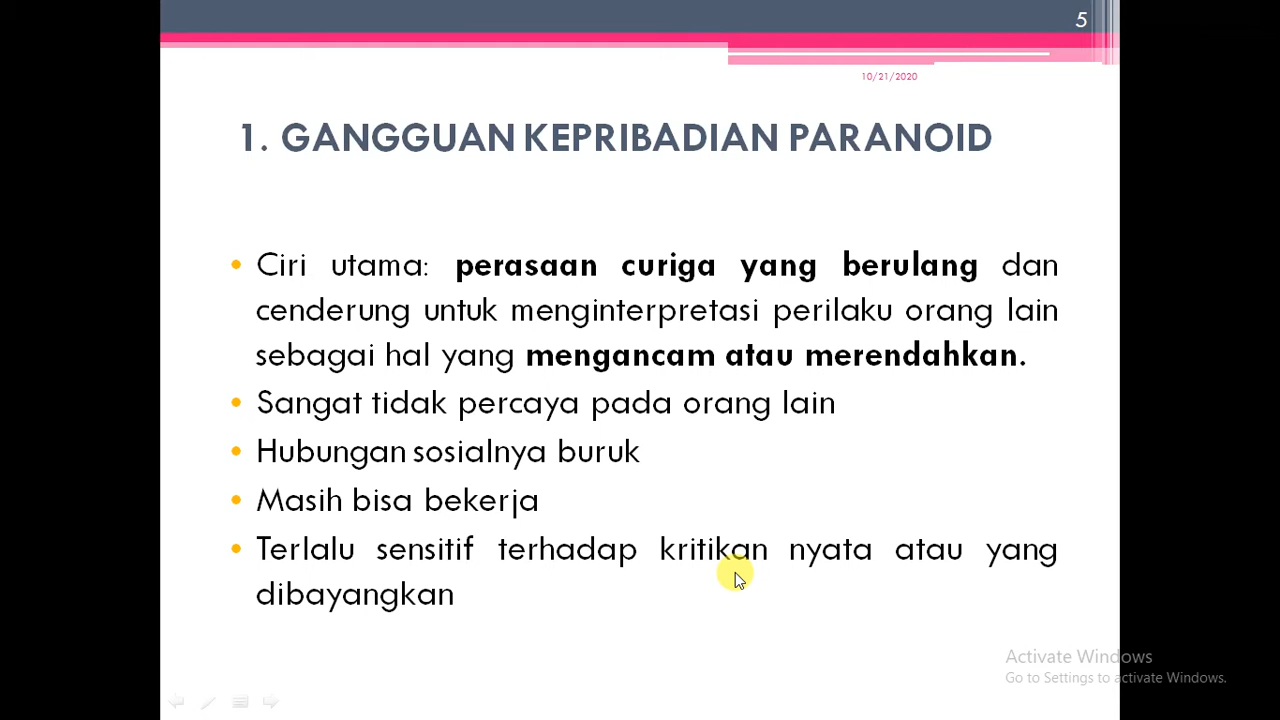 5
10/21/2020
1. GANGGUAN KEPRIBADIAN PARANOID
• Ciri utama: perasaan curiga yang berulang dan
cenderung untuk menginterpretasi perilaku orang lain
sebagai hal yang mengancam atau merendahkan.
• Sangat tidak percaya pada orang lain
• Hubungan sosialnya buruk
• Masih bisa bekerja
• Terlalu sensitif terhadap kritikan nyata atau yang
dibayangkan
Activate Windows
Go to Settings to activate Windows.